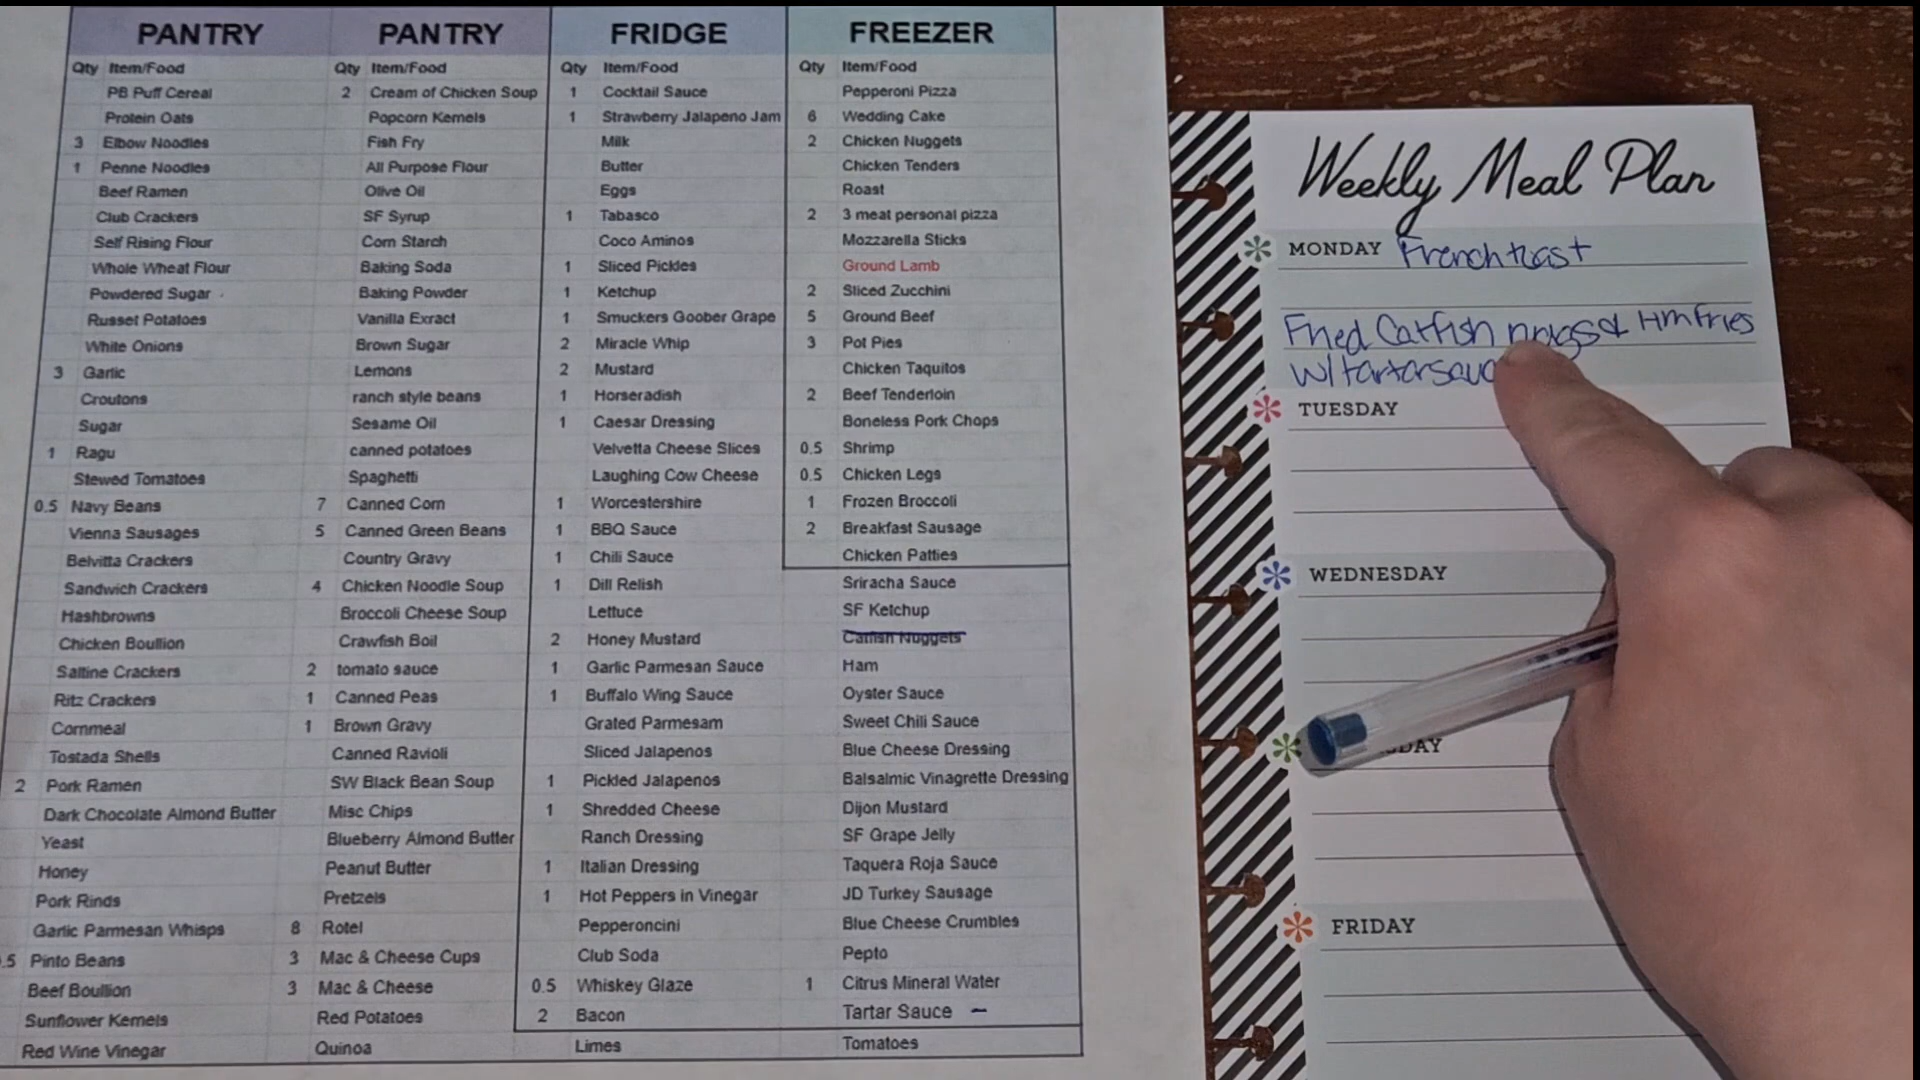 PANTRY PANTRY FRIDGE FREEZER
Qty Item/Food Qty Item/Food Qty Item/Food Qty Item/Food
PB Puff Cereal 2 Cream of Chicken Soup 1 Cocktail Sauce Pepperoni Pizza
Protein Oats Popcorn Kernels 1 Strawberry Jalapeno Jam 6 Wedding Cake
3 Elbow Noodles Fish Fry Milk 2 Chicken Nuggets
1 Penne Noodles All Purpose Flour Butter Chicken Tenders
Beef Ramen Olive Oil Eggs Roast
Club Crackers SF Syrup 1 Tabasco 2 3 meat personal pizza
Self Rising Flour Corn Starch Coco Aminos Mozzarella Sticks
Whole Wheat Flour Baking Soda 1 Sliced Pickles Ground Lamb
Powdered Sugar Baking Powder 1 Ketchup 2 Sliced Zucchini
Russet Potatoes Vanilla Exract 1 Smuckers Goober Grape 5 Ground Beef
White Onions Brown Sugar 2 Miracle Whip 3 Pot Pies
3 Garlic Lemons 2 Mustard Chicken Taquitos
Croutons ranch style beans 1 Horseradish 2 Beef Tenderloin
Sugar Sesame Oil 1 Caesar Dressing Boneless Pork Chops
1 Ragu canned potatoes Velvetta Cheese Slices 0.5 Shrimp
Stewed Tomatoes Spaghetti Laughing Cow Cheese 0.5 Chicken Legs
0.5 Navy Beans 7 Canned Corn 1 Worcestershire 1 Frozen Broccoli
Vienna Sausages 5 Canned Green Beans 1 BBQ Sauce 2 Breakfast Sausage
Belvitta Crackers Country Gravy 1 Chili Sauce Chicken Patties
Sandwich Crackers 4 Chicken Noodle Soup 1 Dill Relish Sriracha Sauce
Hashbrowns Broccoli Cheese Soup Lettuce SF Ketchup
Chicken Boullion Crawfish Boil 2 Honey Mustard Catfish Nuggets
Saltine Crackers 2 tomato sauce 1 Garlic Parmesan Sauce Ham
Ritz Crackers 1 Canned Peas 1 Buffalo Wing Sauce Oyster Sauce
Cornmeal 1 Brown Gravy Grated Parmesam Sweet Chili Sauce
Tostada Shells Canned Ravioli Sliced Jalapenos Blue Cheese Dressing
2 Pork Ramen SW Black Bean Soup 1 Pickled Jalapenos Balsalmic Vinagrette Dressing
Dark Chocolate Almond Butter Misc Chips 1 Shredded Cheese Dijon Mustard
Yeast Blueberry Almond Butter Ranch Dressing SF Grape Jelly
Honey Peanut Butter 1 Italian Dressing Taquera Roja Sauce
Pork Rinds Pretzels 1 Hot Peppers in Vinegar JD Turkey Sausage
Garlic Parmesan Whisps 8 Rotel Pepperoncini Blue Cheese Crumbles
.5 Pinto Beans 3 Mac & Cheese Cups Club Soda Pepto
Beef Boullion 3 Mac & Cheese 0.5 Whiskey Glaze 1 Citrus Mineral Water
Sunflower Kernels Red Potatoes 2 Bacon Tartar Sauce –
Red Wine Vinegar Quinoa Limes Tomatoes
Weekly Meal Plan
MONDAY French toast
Fried Catfish & HM Fries
w/ tartar
TUESDAY
WEDNESDAY
DAY
FRIDAY